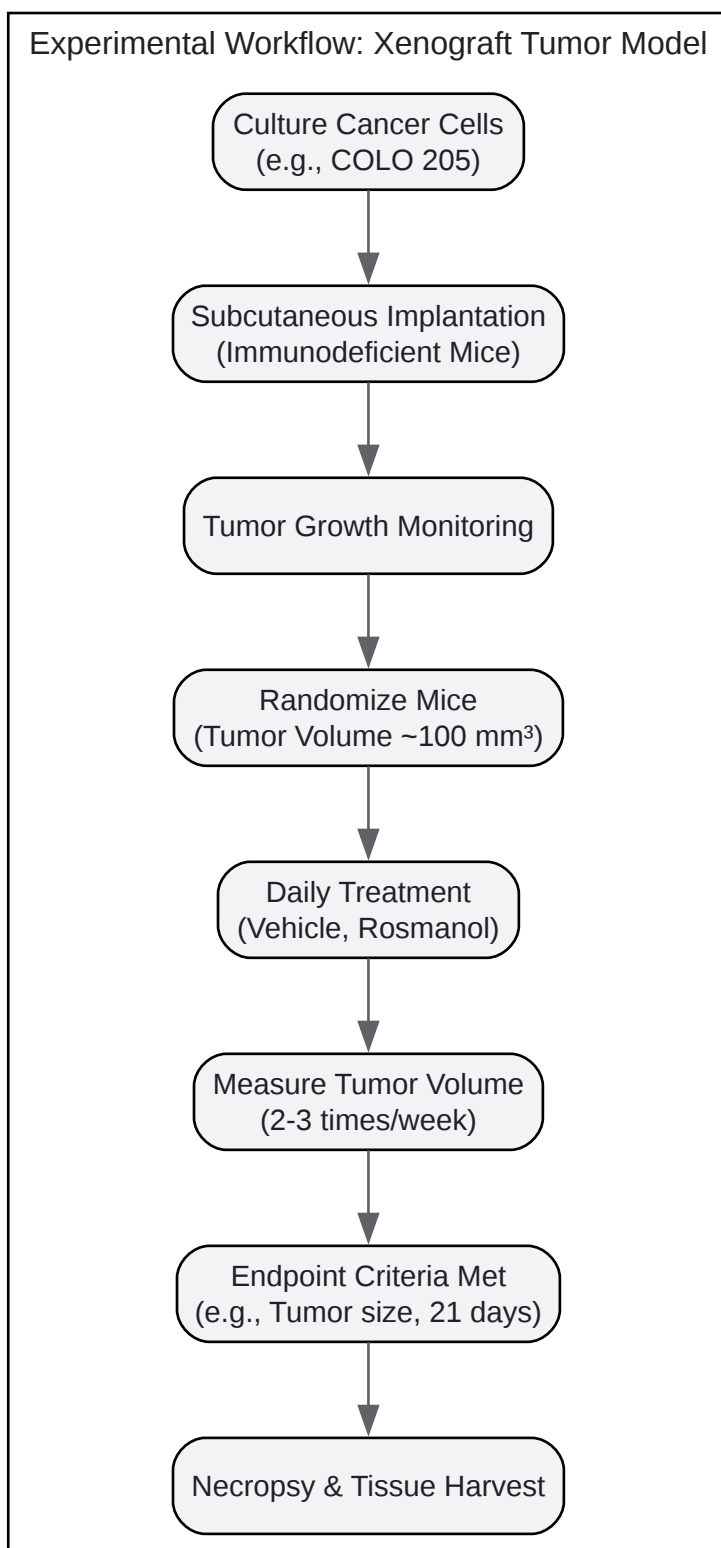 Experimental Workflow: Xenograft Tumor Model
Culture Cancer Cells
(e.g., COLO 205)
Subcutaneous Implantation
(Immunodeficient Mice)
Tumor Growth Monitoring
Randomize Mice
(Tumor Volume ~100 mm³)
Daily Treatment
(Vehicle, Rosmanol)
Measure Tumor Volume
(2-3 times/week)
Endpoint Criteria Met
(e.g., Tumor size, 21 days)
Necropsy & Tissue Harvest